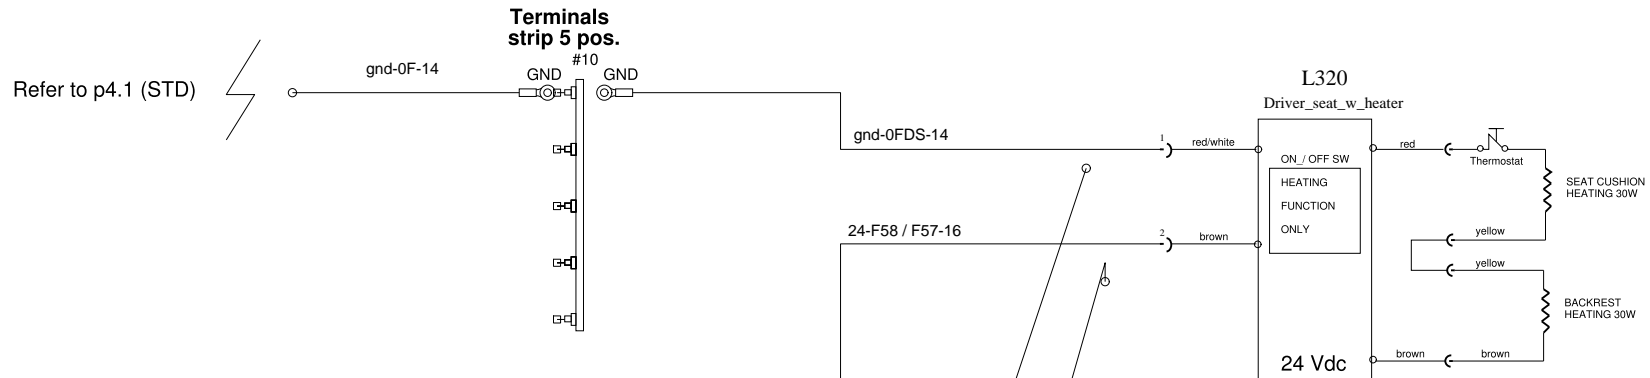 Terminals
strip 5 pos.
#10
Refer to p4.1 (STD)
gnd-0F-14
GND
GND
L320
Driver_seat_w_heater
gnd-0FDS-14
1
red/white
ON_/ OFF SW
HEATING
FUNCTION
ONLY
red
Thermostat
SEAT CUSHION
HEATING 30W
24-F58 / F57-16
2
brown
yellow
yellow
BACKREST
HEATING 30W
24 Vdc
brown
brown